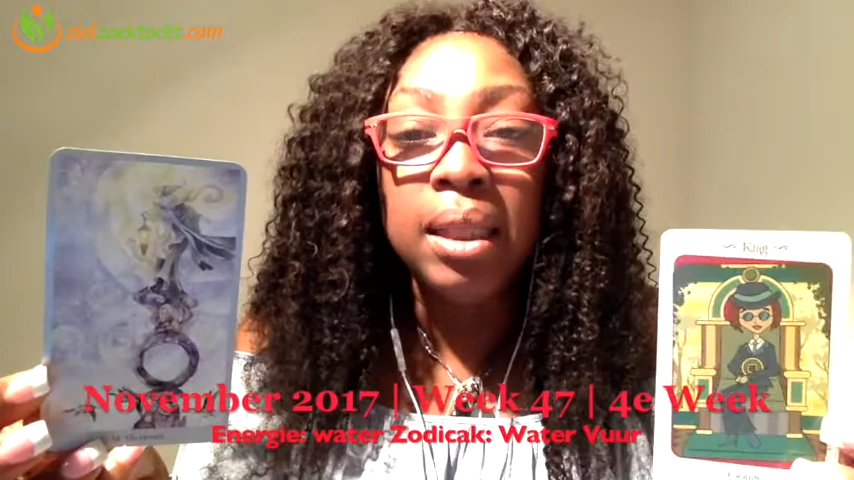 zielzoektocht.com
King
November 2017 | Week 47 | 4e Week
Energie: water Zodicak: Water Vuur